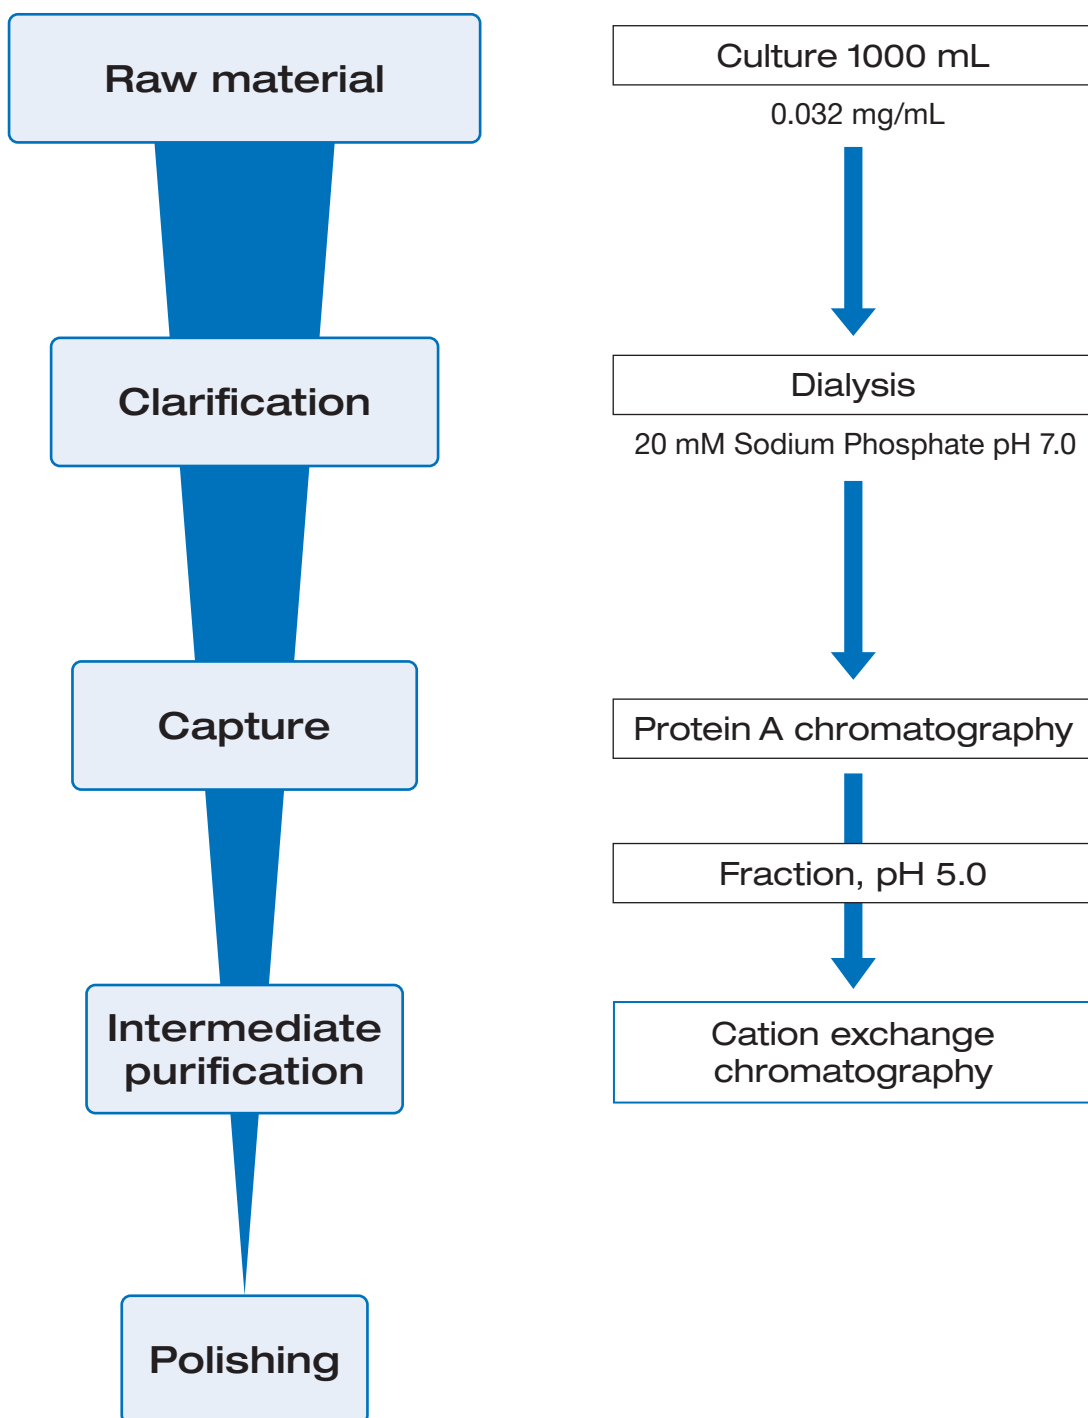 Raw material
Culture 1000 mL
0.032 mg/mL
Clarification
Dialysis
20 mM Sodium Phosphate pH 7.0
Capture
Protein A chromatography
Fraction, pH 5.0
Intermediate
purification
Cation exchange
chromatography
Polishing